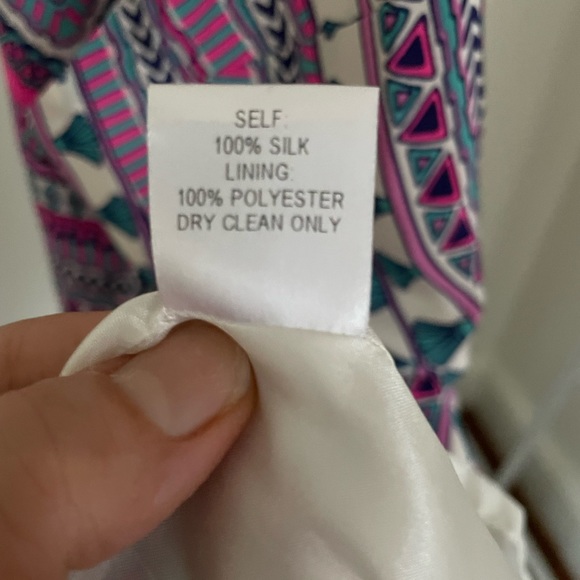 SELF:
100% SILK
LINING:
100% POLYESTER
DRY CLEAN ONLY